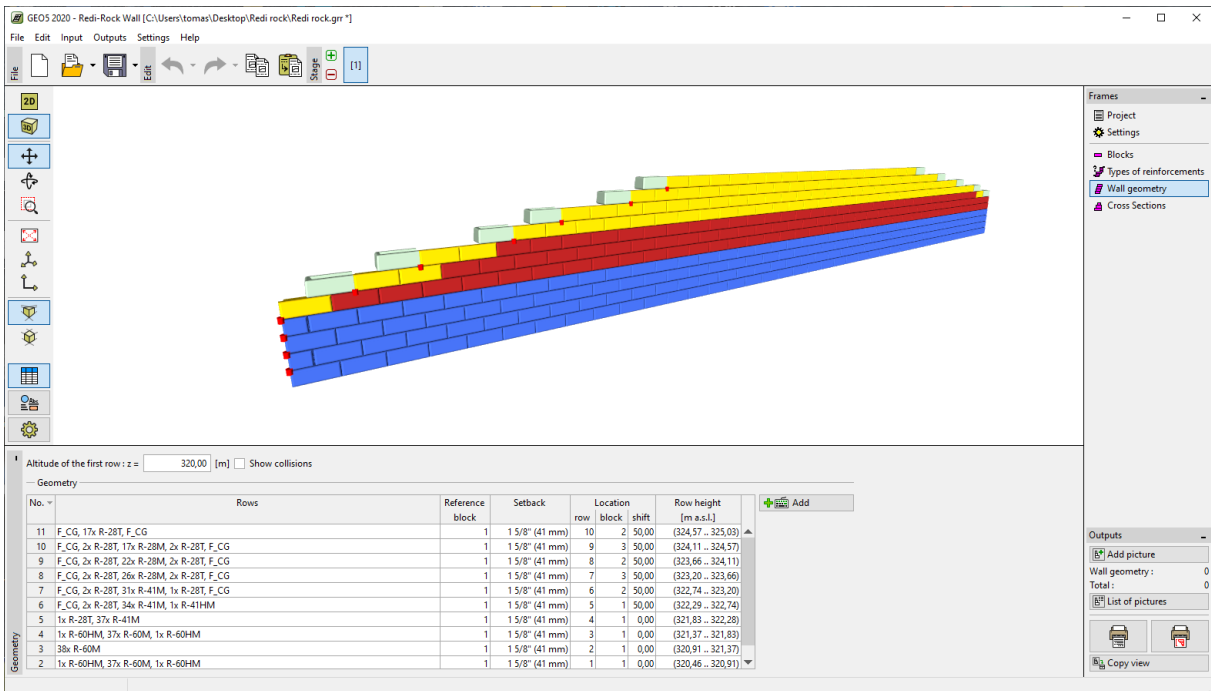 GEO5 2020 - Redi-Rock Wall [C:\Users\tomas\Desktop\Redi rock\Redi rock.grr *]
File Edit Input Outputs Settings Help
File
Edit
Stage
[1]
2D
3D
Frames
Project
Settings
Blocks
Types of reinforcements
Wall geometry
Cross Sections
Altitude of the first row : z = 320,00 [m] Show collisions
Geometry
No. Rows Reference block Setback Location row block shift Row height [m a.s.l.]
Add
11 F_CG, 17x R-28T, F_CG 1 1 5/8" (41 mm) 10 2 50,00 (324,57 .. 325,03)
10 F_CG, 2x R-28T, 17x R-28M, 2x R-28T, F_CG 1 1 5/8" (41 mm) 9 3 50,00 (324,11 .. 324,57)
9 F_CG, 2x R-28T, 22x R-28M, 2x R-28T, F_CG 1 1 5/8" (41 mm) 8 2 50,00 (323,66 .. 324,11)
8 F_CG, 2x R-28T, 26x R-28M, 2x R-28T, F_CG 1 1 5/8" (41 mm) 7 3 50,00 (323,20 .. 323,66)
7 F_CG, 2x R-28T, 31x R-41M, 1x R-28T, F_CG 1 1 5/8" (41 mm) 6 2 50,00 (322,74 .. 323,20)
6 F_CG, 2x R-28T, 34x R-41M, 1x R-41HM 1 1 5/8" (41 mm) 5 1 50,00 (322,29 .. 322,74)
5 1x R-28T, 37x R-41M 1 1 5/8" (41 mm) 4 1 0,00 (321,83 .. 322,28)
4 1x R-60HM, 37x R-60M, 1x R-60HM 1 1 5/8" (41 mm) 3 1 0,00 (321,37 .. 321,83)
3 38x R-60M 1 1 5/8" (41 mm) 2 1 0,00 (320,91 .. 321,37)
2 1x R-60HM, 37x R-60M, 1x R-60HM 1 1 5/8" (41 mm) 1 1 0,00 (320,46 .. 320,91)
Geometry
Outputs
Add picture
Wall geometry : 0
Total : 0
List of pictures
Copy view